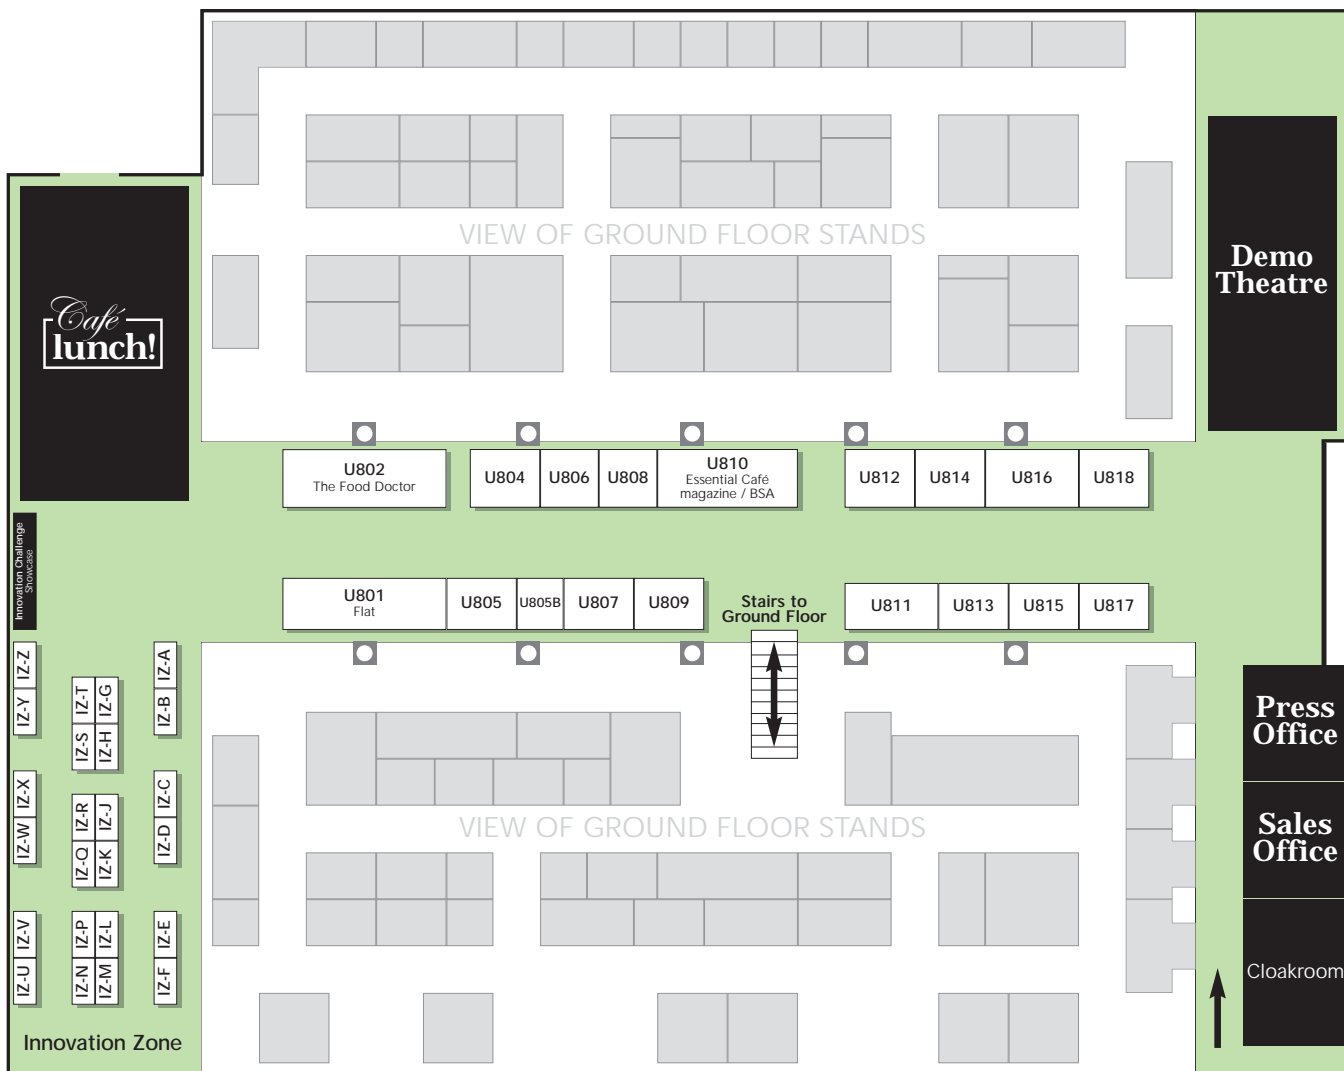 VIEW OF GROUND FLOOR STANDS
Demo
Theatre
Café
lunch!
U802
The Food Doctor
U804
U806
U808
U810
Essential Café
magazine / BSA
U812
U814
U816
U818
Innovation Challenge
Showcase
U801
Flat
U805
U805B
U807
U809
Stairs to
Ground Floor
U811
U813
U815
U817
IZ-Z
IZ-Y
IZ-T
IZ-G
IZ-S
IZ-H
IZ-A
IZ-B
IZ-X
IZ-W
IZ-R
IZ-J
IZ-Q
IZ-K
IZ-C
IZ-D
IZ-V
IZ-U
IZ-P
IZ-L
IZ-N
IZ-M
IZ-E
IZ-F
Innovation Zone
VIEW OF GROUND FLOOR STANDS
Press
Office
Sales
Office
Cloakroom